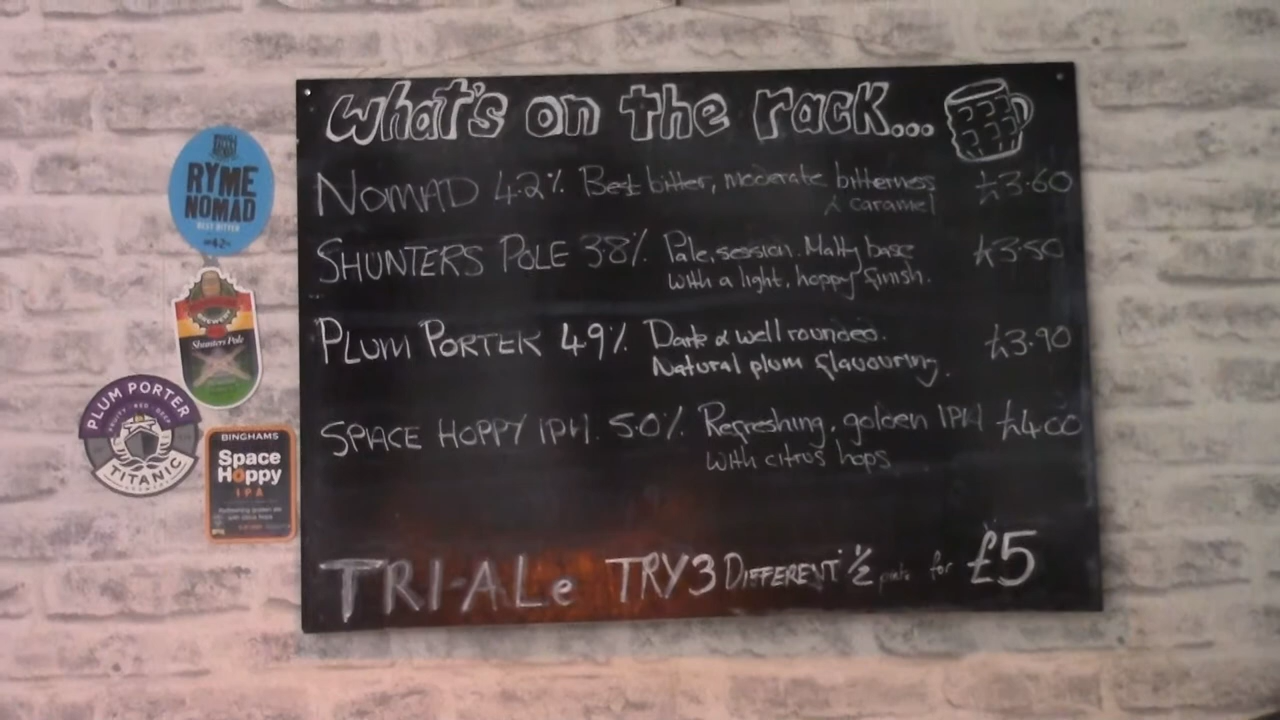 What's on the rack...
NOMAD 4.2% Best bitter, moderate bitterness £3.60
& caramel
SHUNTERS POLE 3.8% Pale, session. Malty base £3.50
with a light, hoppy finish.
PLUM PORTER 4.9% Dark & well rounded. £3.90
Natural plum flavouring.
SPACE HOPPY IPA. 5.0% Refreshing, golden IPA £4.00
with citrus hops
TRI-ALe TRY 3 DIFFERENT ½ for £5
RYME
NOMAD
BEST BITTER
Shunters Pole
PLUM PORTER
TITANIC
BINGHAMS
Space
Hoppy
IPA